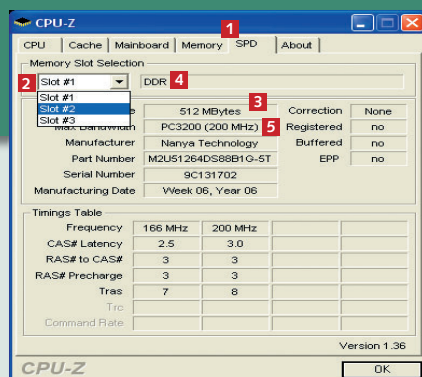 CPU-Z
1
CPU Cache Mainboard Memory SPD About
Memory Slot Selection
2 Slot #1 DDR 4
Slot #1
Slot #2
Slot #3
512 MBytes 3 Correction None
Max Bandwidth PC3200 (200 MHz) 5 Registered no
Manufacturer Nanya Technology Buffered no
Part Number M2U51264DS88B1G-5T EPP no
Serial Number 9C131702
Manufacturing Date Week 06, Year 06
Timings Table
Frequency 166 MHz 200 MHz
CAS# Latency 2.5 3.0
RAS# to CAS# 3 3
RAS# Precharge 3 3
Tras 7 8
Trc
Command Rate
Version 1.36
CPU-Z OK